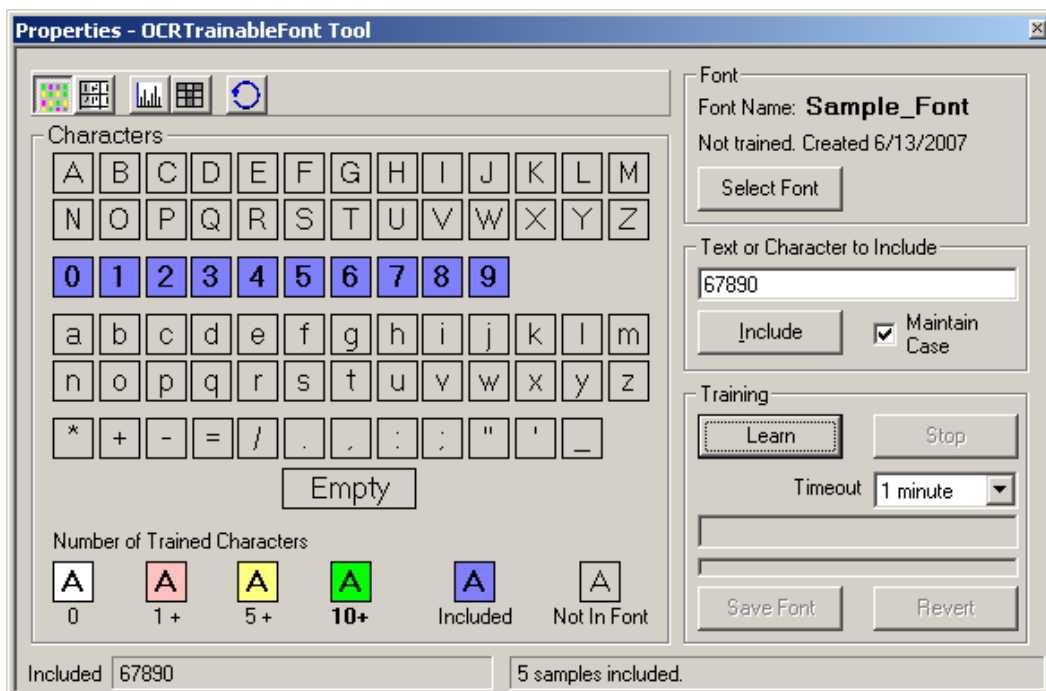 Properties - OCRTrainableFont Tool
Characters
A B C D E F G H I J K L M
N O P Q R S T U V W X Y Z
0 1 2 3 4 5 6 7 8 9
a b c d e f g h i j k l m
n o p q r s t u v w x y z
* + - = / . , : ; " ' _
Empty
Number of Trained Characters
A A A A A A
0 1 + 5 + 10+ Included Not In Font
Font
Font Name: Sample_Font
Not trained. Created 6/13/2007
Select Font
Text or Character to Include
67890
Include
Maintain
Case
Training
Learn Stop
Timeout 1 minute
Save Font Revert
Included 67890 5 samples included.